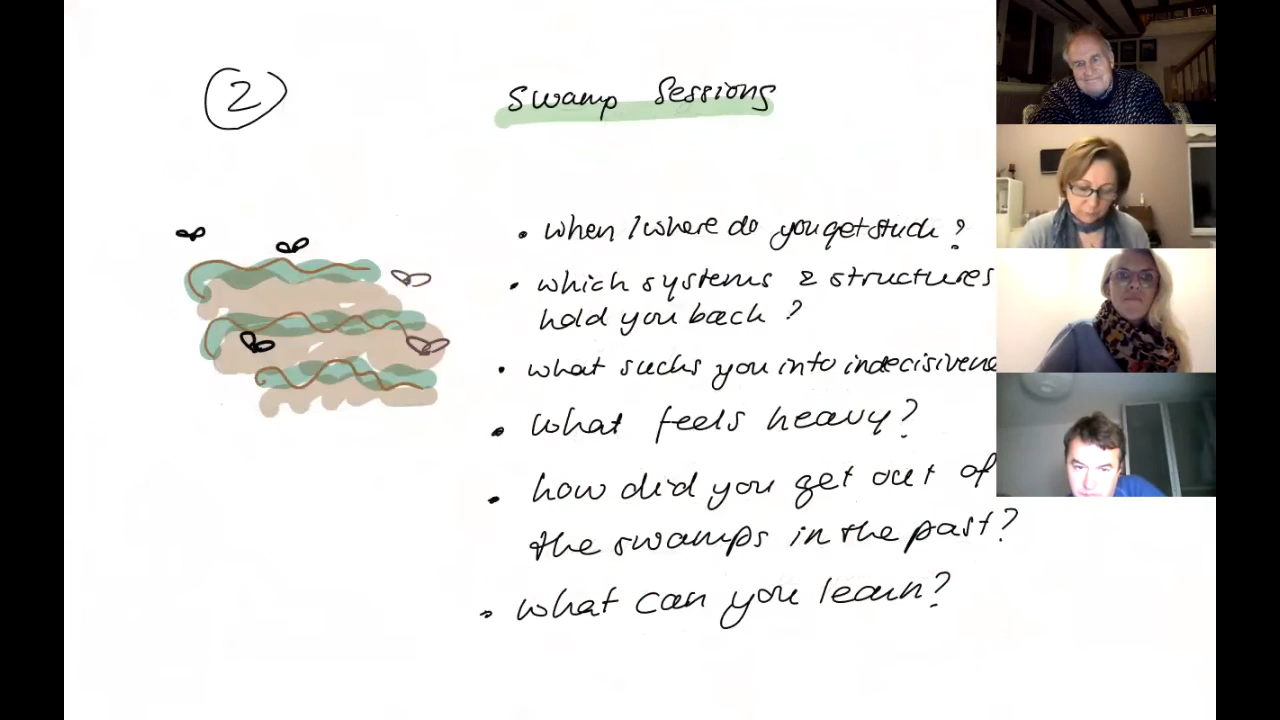 2
Swamp Sessions
• when/where do you get stuck?
• which systems & structures
hold you back?
• what sucks you into indecisivene
• What feels heavy?
• how did you get out of
the swamps in the past?
• what can you learn?